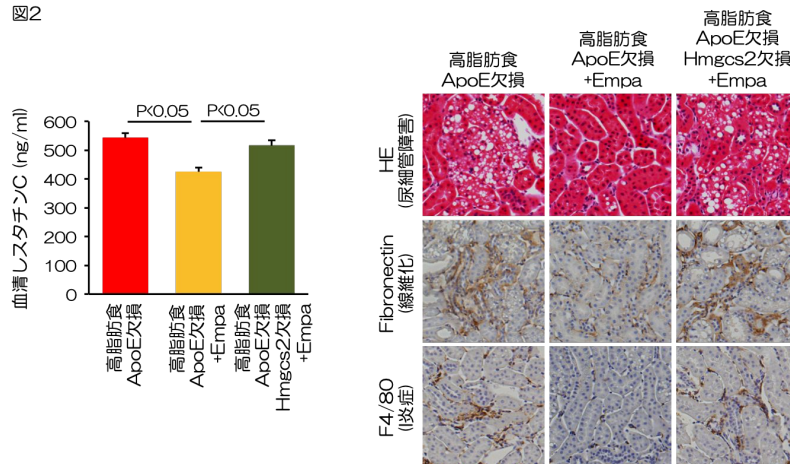 図2
P<0.05
P<0.05
血清しスタチンC (ng/ml)
600
500
400
300
200
100
0
高脂肪食
ApoE欠損
高脂肪食
ApoE欠損
+Empa
高脂肪食
ApoE欠損
Hmgcs2欠損
+Empa
高脂肪食
ApoE欠損
高脂肪食
ApoE欠損
+Empa
高脂肪食
ApoE欠損
Hmgcs2欠損
+Empa
HE
(尿細管障害)
Fibronectin
(線維化)
F4/80
(l炎症)